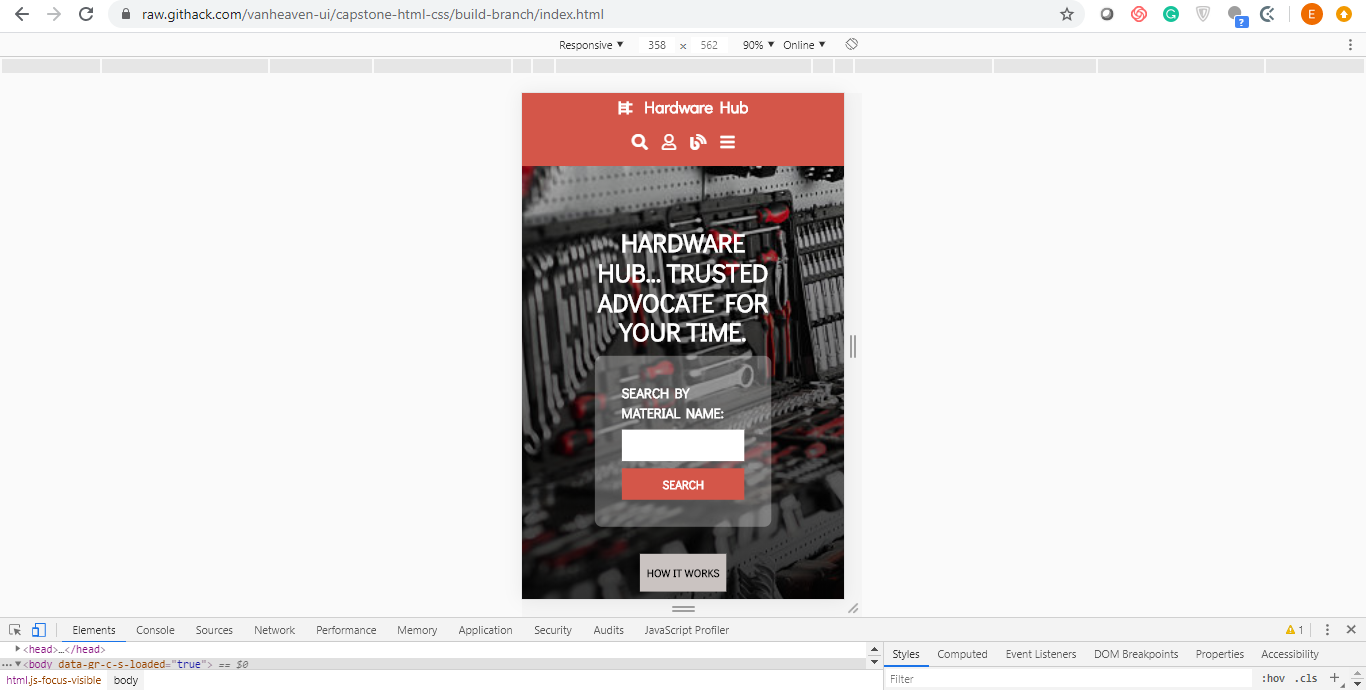 raw.githack.com/vanheaven-ui/capstone-html-css/build-branch/index.html
E
?
Responsive ▼ 358 × 562 90% ▼ Online ▼
Hardware Hub
HARDWARE
HUB... TRUSTED
ADVOCATE FOR
YOUR TIME.
SEARCH BY
MATERIAL NAME:
SEARCH
HOW IT WORKS
Elements Console Sources Network Performance Memory Application Security Audits JavaScript Profiler 1
<head>…</head>
<body data-gr-c-s-loaded="true"> == $0
html.js-focus-visible body
Styles Computed Event Listeners DOM Breakpoints Properties Accessibility
Filter :hov .cls +